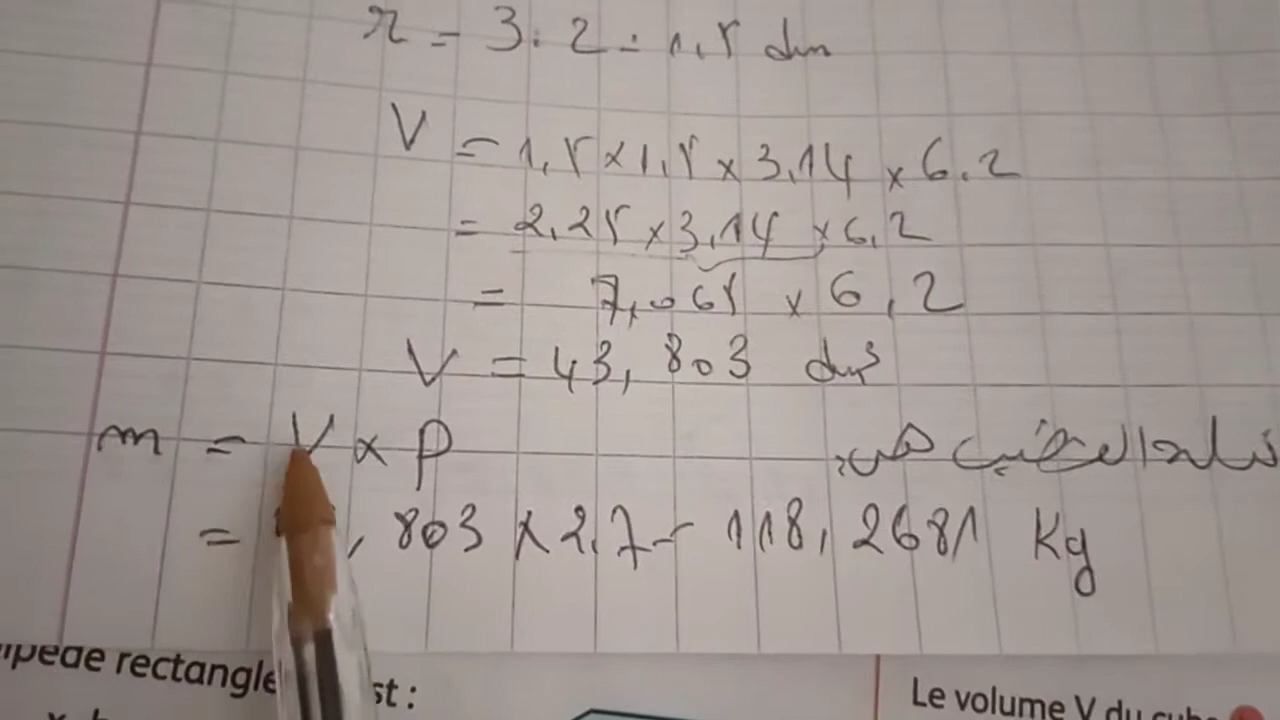 r = 3 : 2 = 1,5 dm
V = 1,5 x 1,5 x 3,14 x 6,2
= 2,25 x 3,14 x 6,2
= 7,065 x 6,2
V = 43,803 dm³
m = V x ρ
= , 803 x 2,7 = 118,2681 Kg
rectangle st :
Le volume V du cube